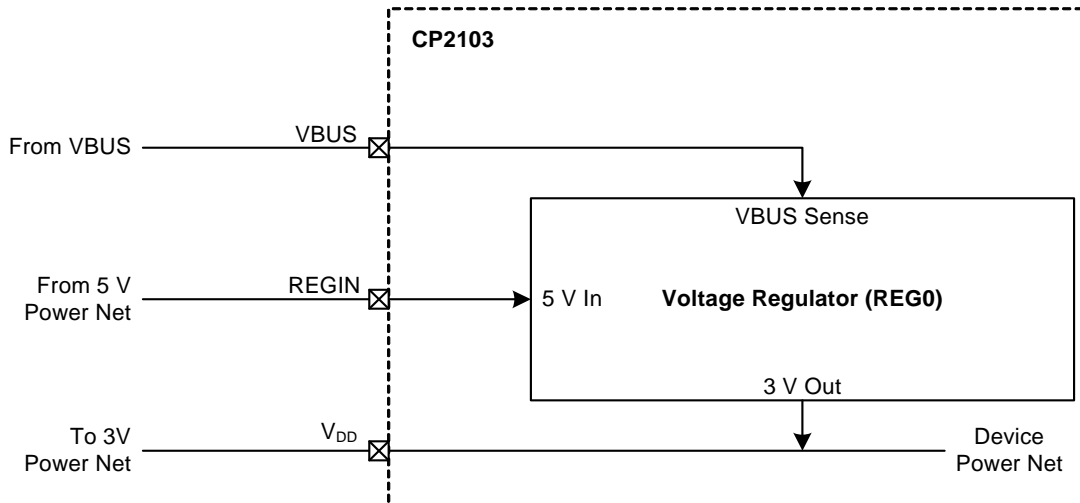 CP2103
From VBUS
VBUS
VBUS Sense
From 5 V
Power Net
REGIN
5 V In
Voltage Regulator (REG0)
3 V Out
To 3V
Power Net
VDD
Device
Power Net